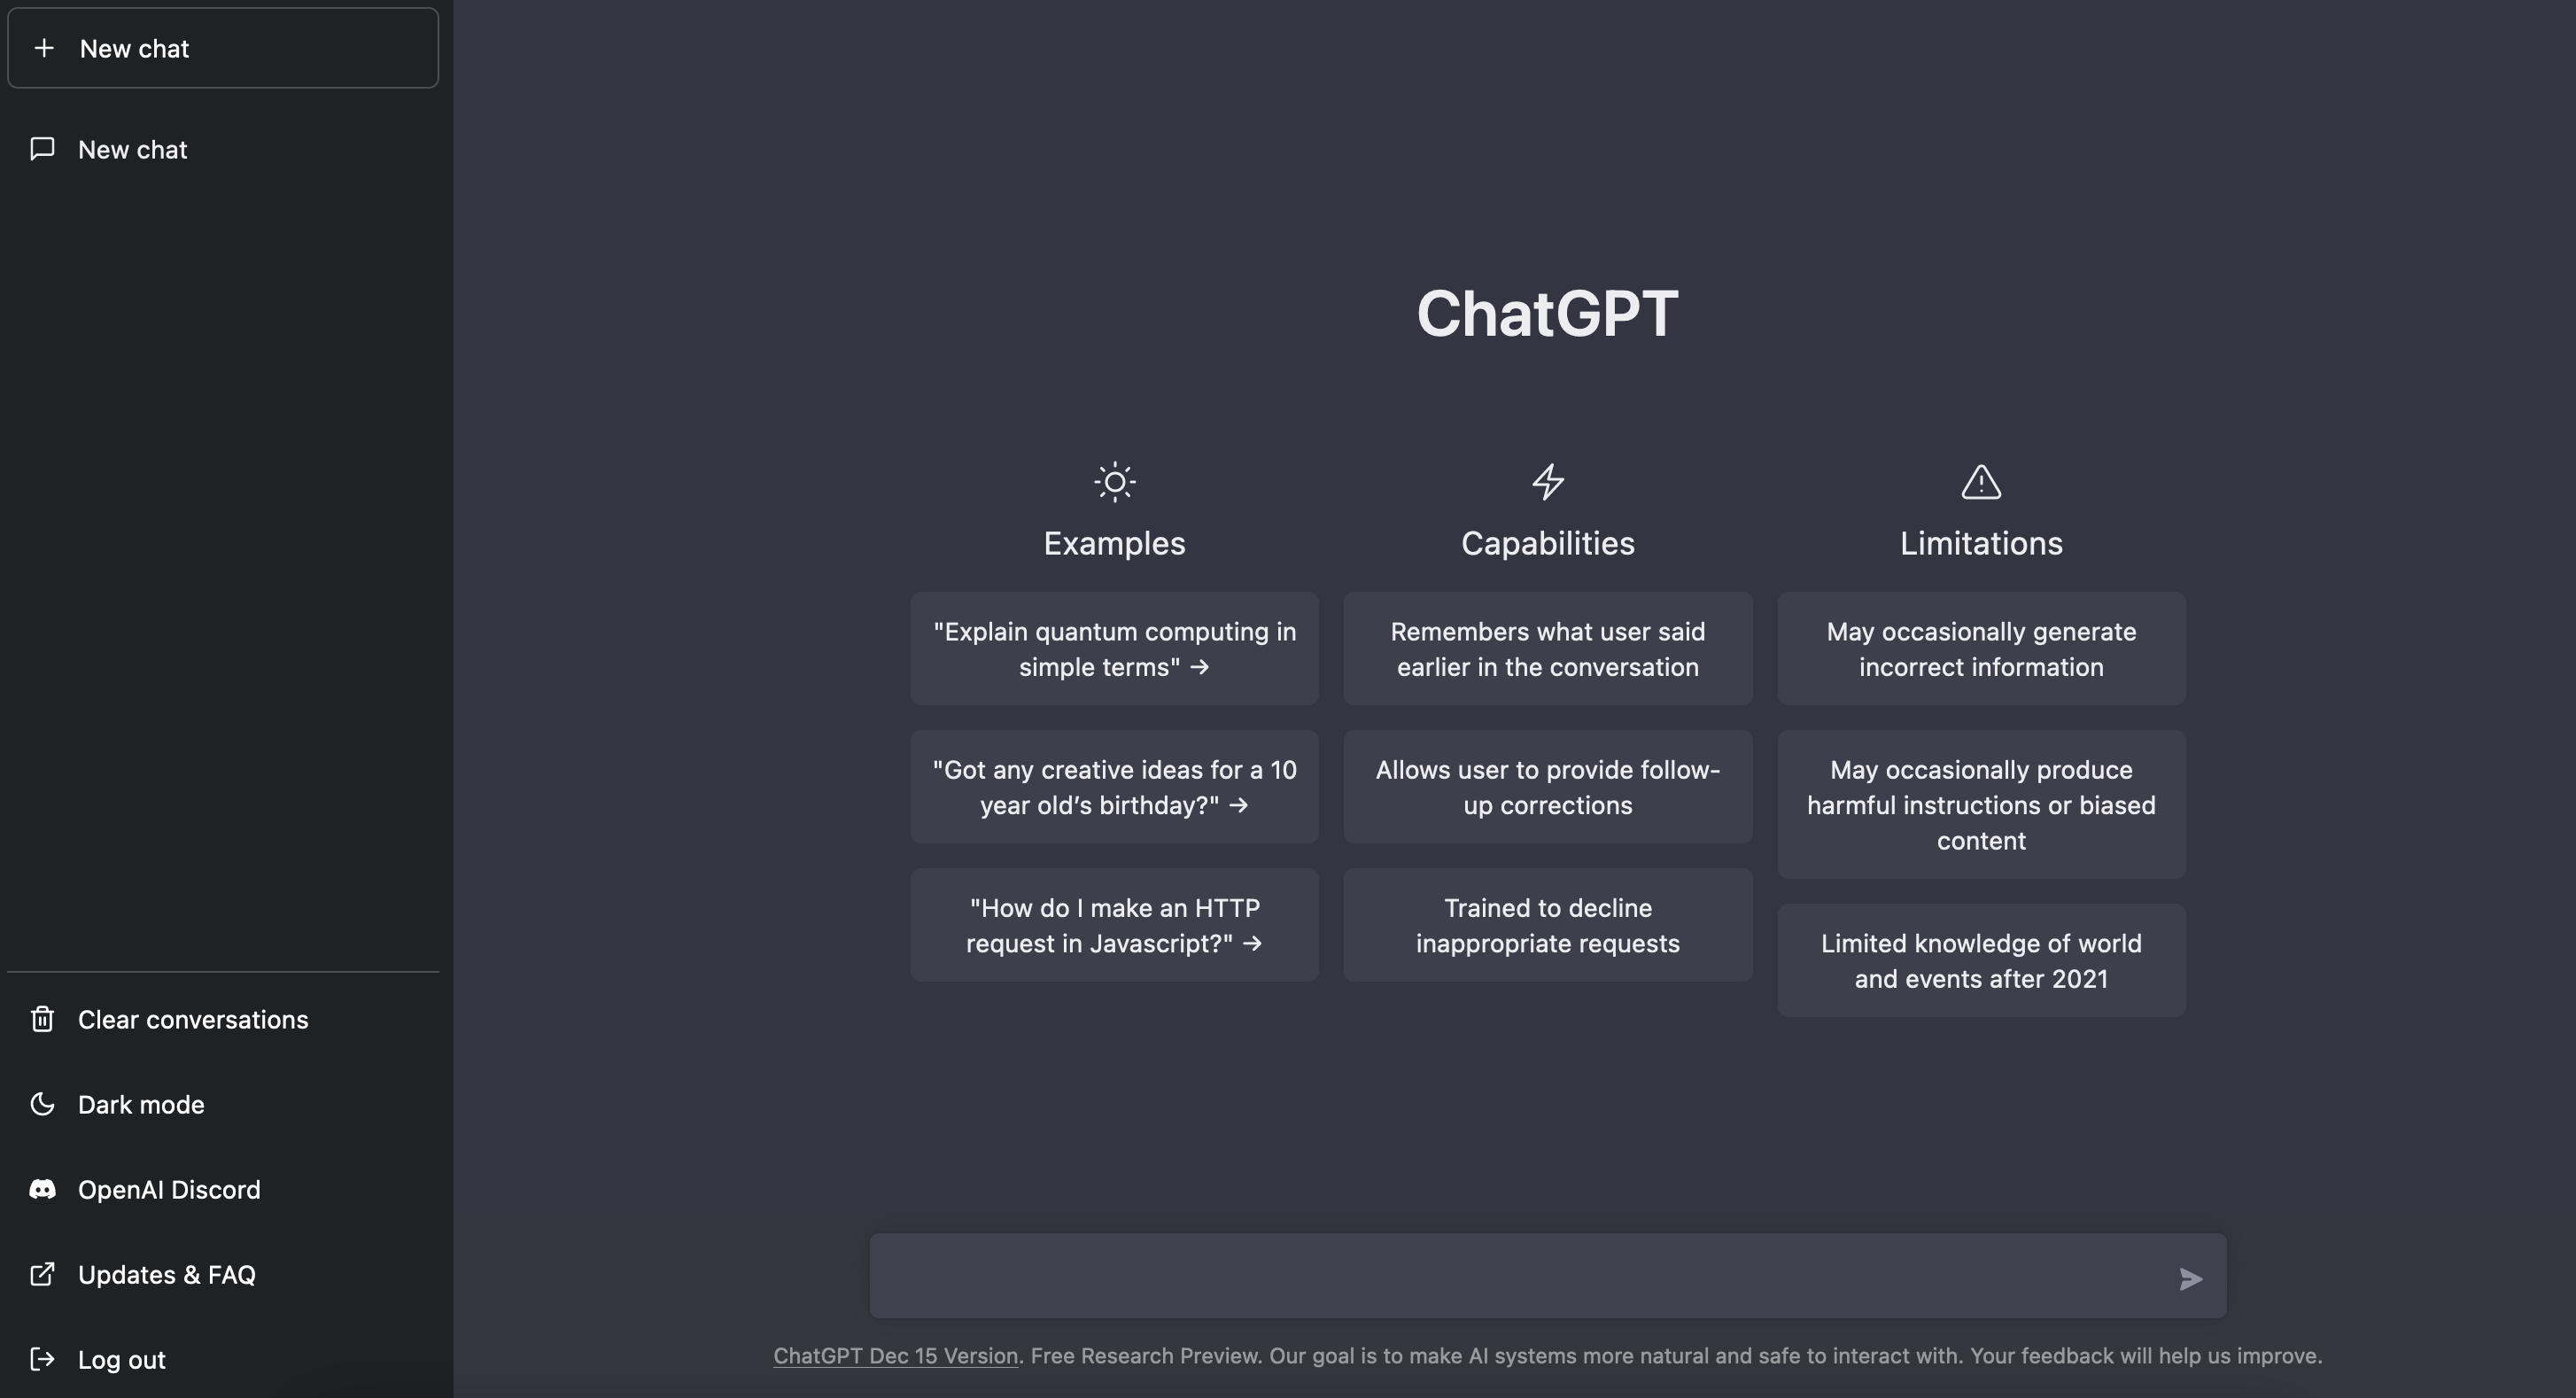 New chat
New chat
Clear conversations
Dark mode
OpenAI Discord
Updates & FAQ
Log out
ChatGPT
Examples
"Explain quantum computing in
simple terms" →
"Got any creative ideas for a 10
year old’s birthday?" →
"How do I make an HTTP
request in Javascript?" →
Capabilities
Remembers what user said
earlier in the conversation
Allows user to provide follow-
up corrections
Trained to decline
inappropriate requests
Limitations
May occasionally generate
incorrect information
May occasionally produce
harmful instructions or biased
content
Limited knowledge of world
and events after 2021
ChatGPT Dec 15 Version. Free Research Preview. Our goal is to make AI systems more natural and safe to interact with. Your feedback will help us improve.